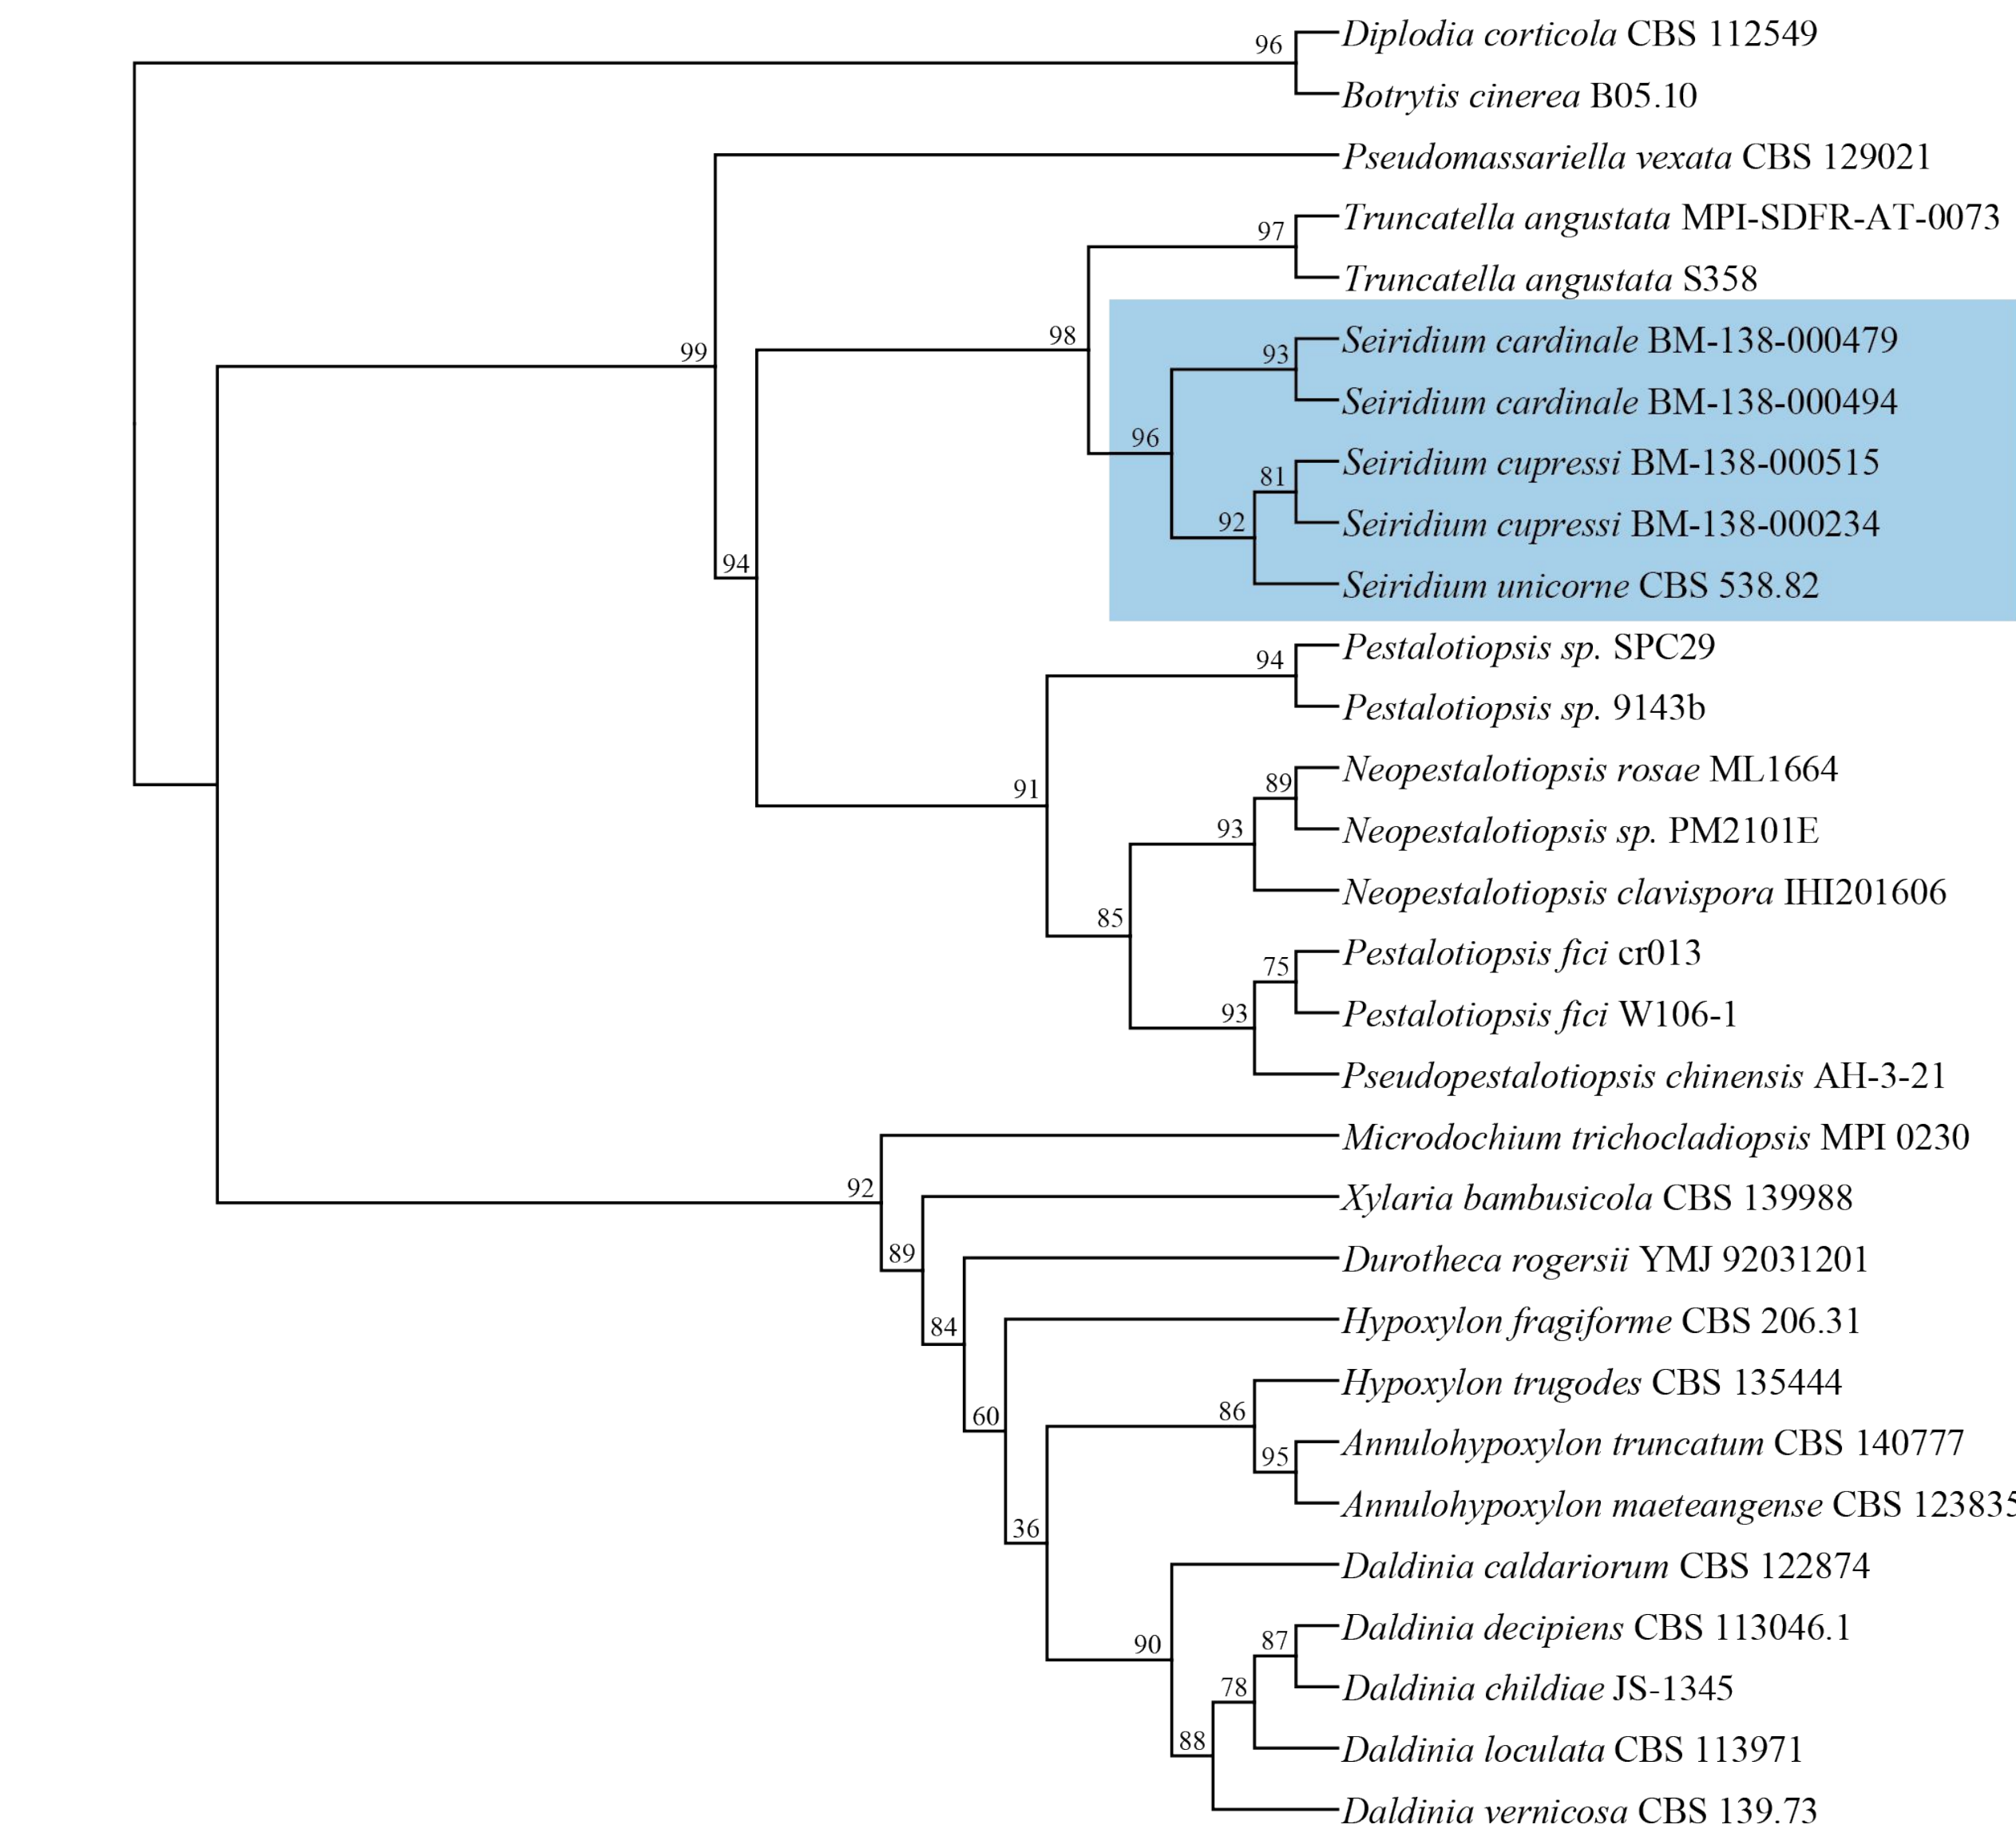 96
Diplodia corticola CBS 112549
Botrytis cinerea B05.10
Pseudomassariella vexata CBS 129021
97
Truncatella angustata MPI-SDFR-AT-0073
Truncatella angustata S358
98
99
93
Seiridium cardinale BM-138-000479
Seiridium cardinale BM-138-000494
96
81
Seiridium cupressi BM-138-000515
92
Seiridium cupressi BM-138-000234
94
Seiridium unicorne CBS 538.82
94
Pestalotiopsis sp. SPC29
Pestalotiopsis sp. 9143b
91
89
Neopestalotiopsis rosae ML1664
93
Neopestalotiopsis sp. PM2101E
Neopestalotiopsis clavispora IHI201606
85
75
Pestalotiopsis fici cr013
93
Pestalotiopsis fici W106-1
Pseudopestalotiopsis chinensis AH-3-21
Microdochium trichocladiopsis MPI 0230
92
Xylaria bambusicola CBS 139988
89
Durotheca rogersii YMJ 92031201
84
Hypoxylon fragiforme CBS 206.31
86
Hypoxylon trugodes CBS 135444
60
95
Annulohypoxylon truncatum CBS 140777
Annulohypoxylon maeteangense CBS 123835
36
Daldinia caldariorum CBS 122874
90
87
Daldinia decipiens CBS 113046.1
78
Daldinia childiae JS-1345
88
Daldinia loculata CBS 113971
Daldinia vernicosa CBS 139.73